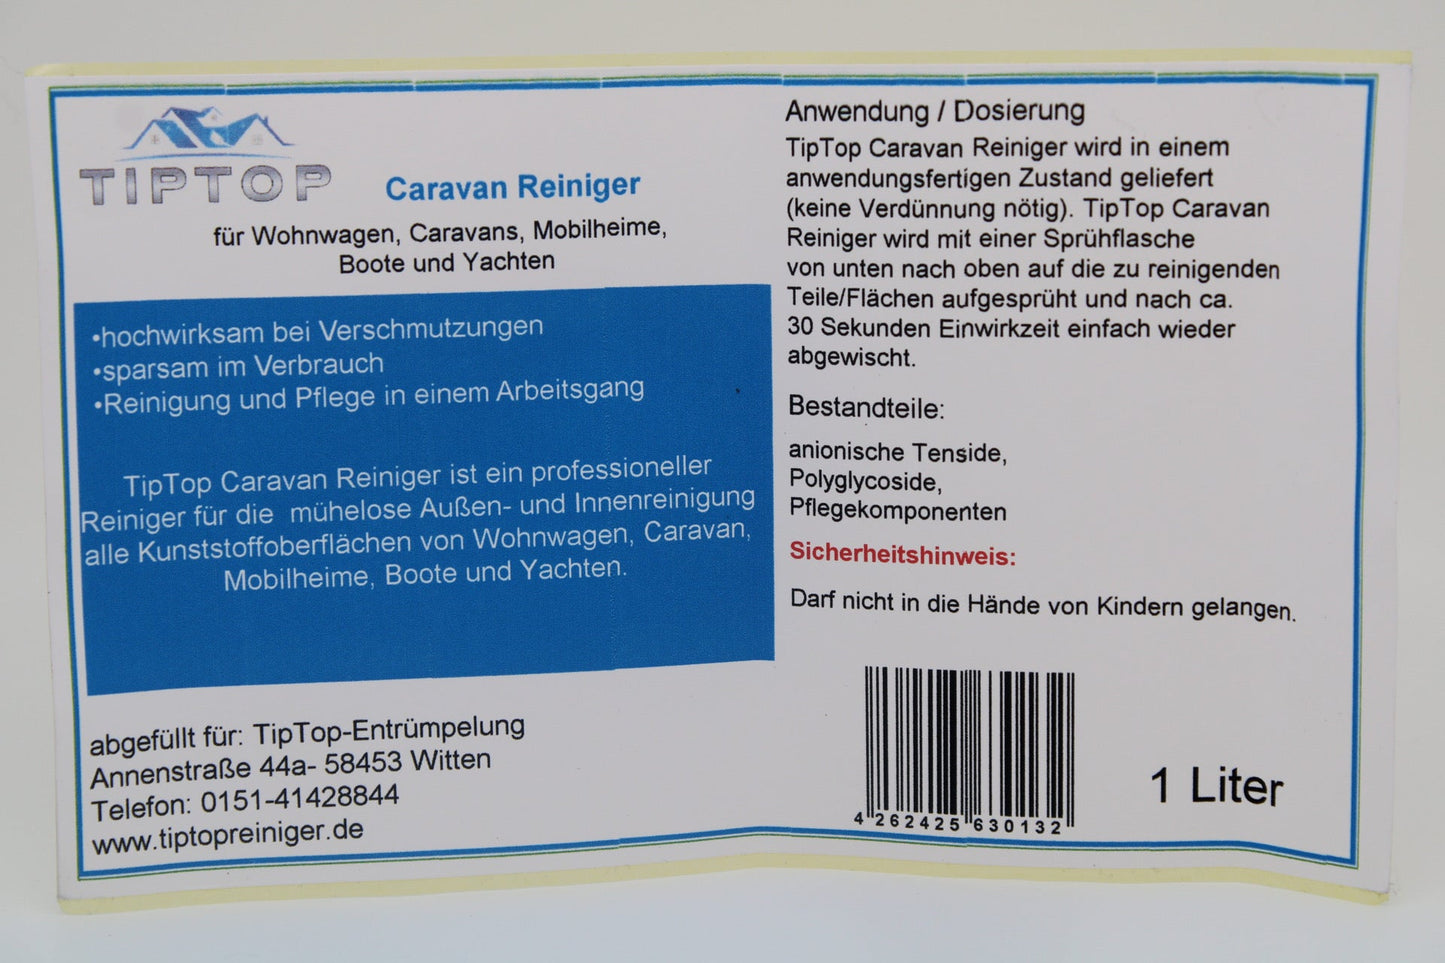 TIPTOP
Caravan Reiniger
für Wohnwagen, Caravans, Mobilheime,
Boote und Yachten
•hochwirksam bei Verschmutzungen
•sparsam im Verbrauch
•Reinigung und Pflege in einem Arbeitsgang
TipTop Caravan Reiniger ist ein professioneller
Reiniger für die mühelose Außen- und Innenreinigung
alle Kunststoffoberflächen von Wohnwagen, Caravan,
Mobilheime, Boote und Yachten.
abgefüllt für: TipTop-Entrümpelung
Annenstraße 44a- 58453 Witten
Telefon: 0151-41428844
www.tiptopreiniger.de
Anwendung / Dosierung
TipTop Caravan Reiniger wird in einem
anwendungsfertigen Zustand geliefert
(keine Verdünnung nötig). TipTop Caravan
Reiniger wird mit einer Sprühflasche
von unten nach oben auf die zu reinigenden
Teile/Flächen aufgesprüht und nach ca.
30 Sekunden Einwirkzeit einfach wieder
abgewischt.
Bestandteile:
anionische Tenside,
Polyglycoside,
Pflegekomponenten
Sicherheitshinweis:
Darf nicht in die Hände von Kindern gelangen.
4 262425 630132
1 Liter